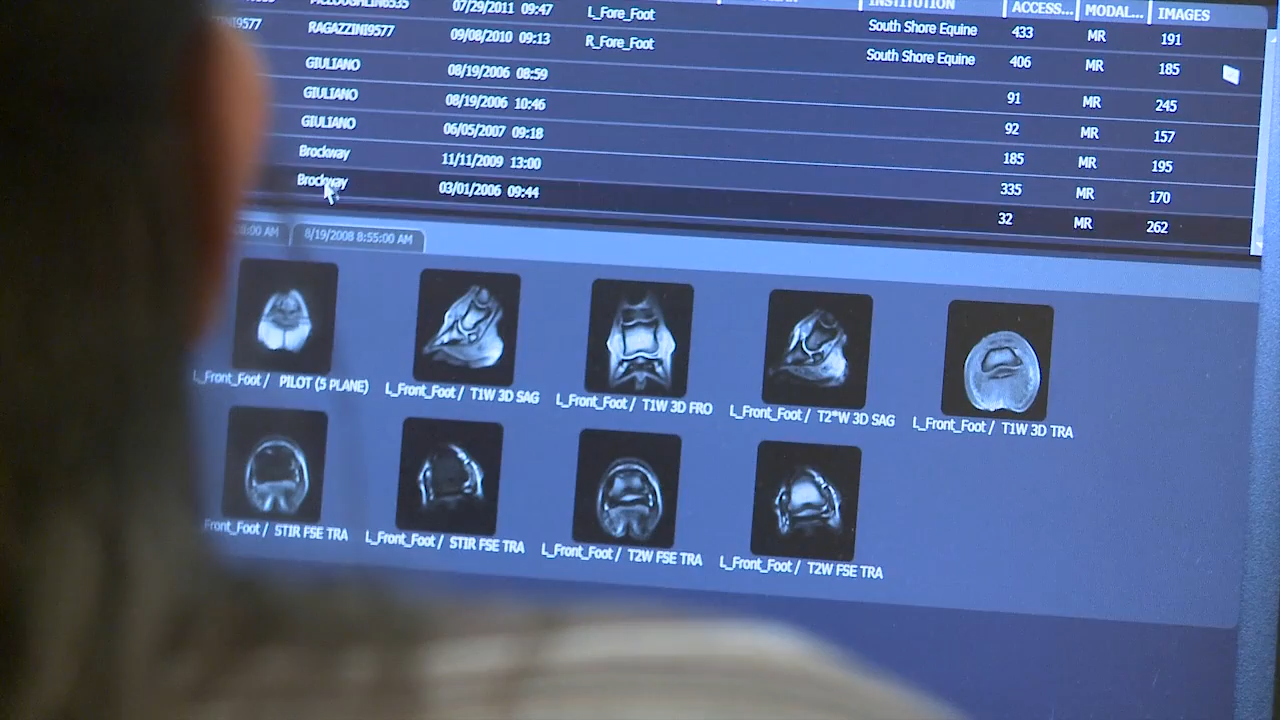 07/29/2011 09:47 L_Fore_Foot INSTITUTION ACCESS... MODAL... IMAGES
RAGAZZINI9577 09/08/2010 09:13 R_Fore_Foot South Shore Equine 433 MR 191
GIULIANO 08/19/2006 08:59 South Shore Equine 406 MR 185
GIULIANO 08/19/2006 10:46 91 MR 245
GIULIANO 06/05/2007 09:18 92 MR 157
Brockway 11/11/2009 13:00 185 MR 195
Brockway 03/01/2006 09:44 335 MR 170
32 MR 262
:00 AM 8/19/2008 8:55:00 AM
L_Front_Foot / PILOT (5 PLANE) L_Front_Foot / T1W 3D SAG L_Front_Foot / T1W 3D FRO L_Front_Foot / T2*W 3D SAG L_Front_Foot / T1W 3D TRA
Front_Foot / STIR FSE TRA L_Front_Foot / STIR FSE TRA L_Front_Foot / T2W FSE TRA L_Front_Foot / T2W FSE TRA